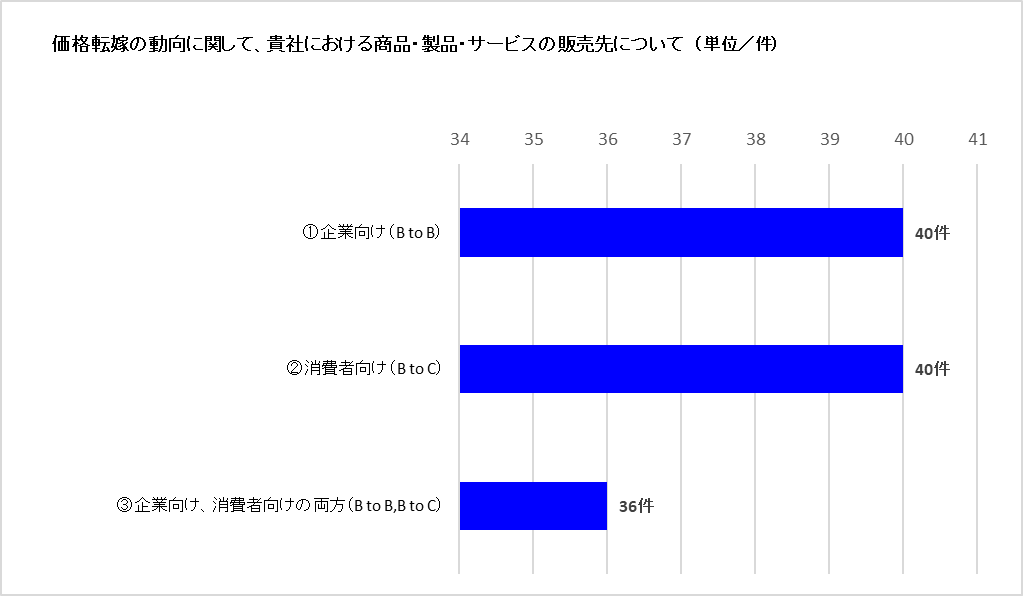 価格転嫁の動向に関して、貴社における商品・製品・サービスの販売先について（単位／件）
34 35 36 37 38 39 40 41
①企業向け（B to B） 40件
②消費者向け（B to C） 40件
③企業向け、消費者向けの両方（B to B,B to C） 36件